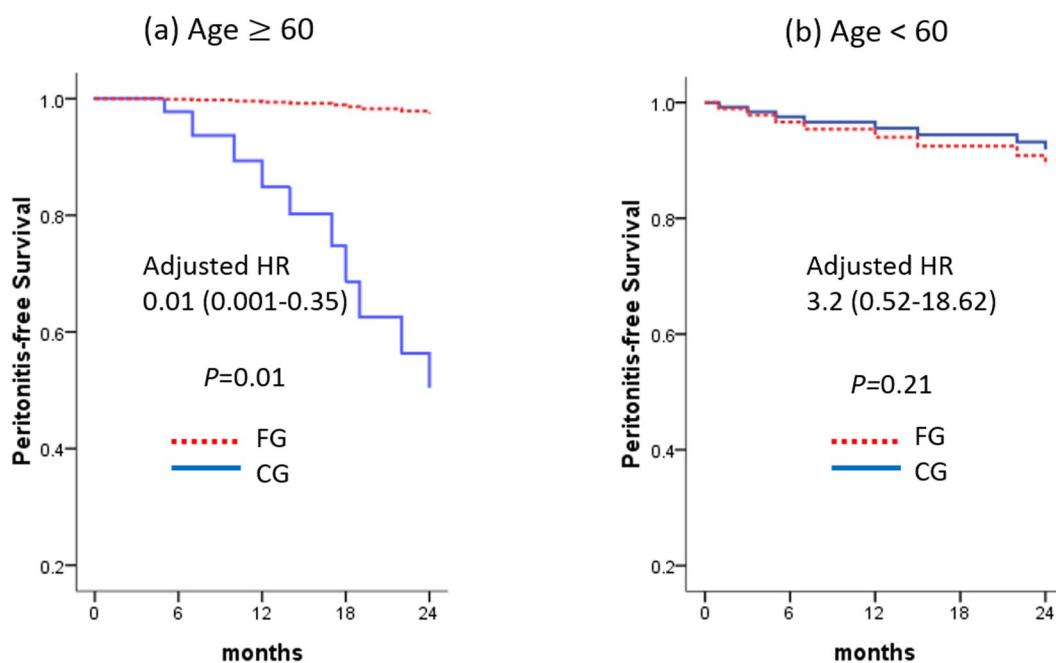 (a) Age ≥ 60
1.0
0.8
0.6
0.4
0.2
Peritonitis-free Survival
Adjusted HR
0.01 (0.001-0.35)
P=0.01
FG
CG
0
6
12
18
24
months
(b) Age < 60
1.0
0.8
0.6
0.4
0.2
Peritonitis-free Survival
Adjusted HR
3.2 (0.52-18.62)
P=0.21
FG
CG
0
6
12
18
24
months